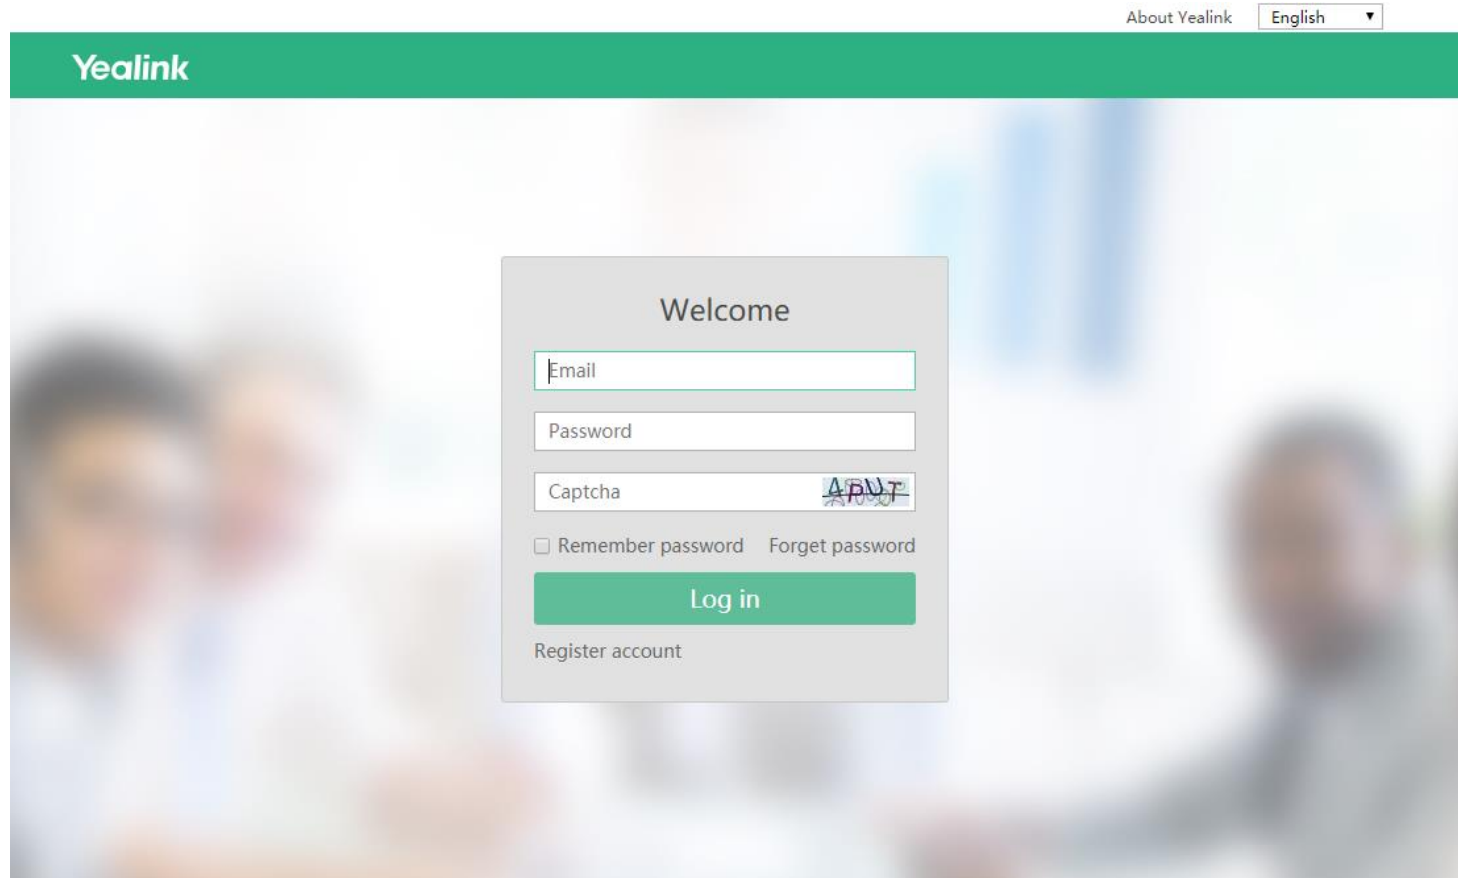 About Yealink English
Yealink
Welcome
Email
Password
Captcha
Remember password Forget password
Log in
Register account